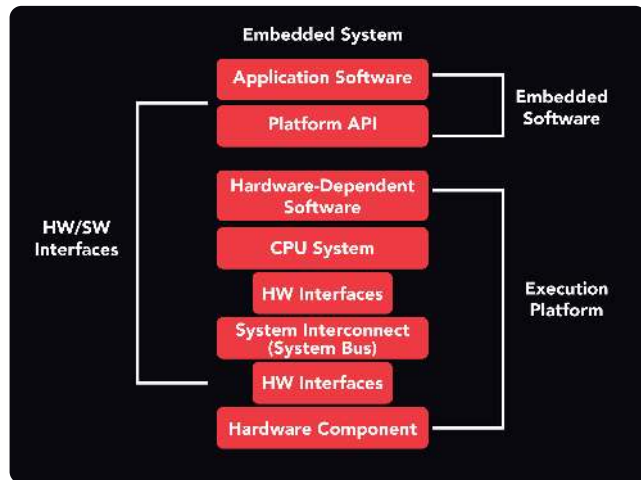 Embedded System
Application Software
Platform API
Embedded
Software
Hardware-Dependent
Software
CPU System
HW/SW
Interfaces
HW Interfaces
Execution
Platform
System Interconnect
(System Bus)
HW Interfaces
Hardware Component